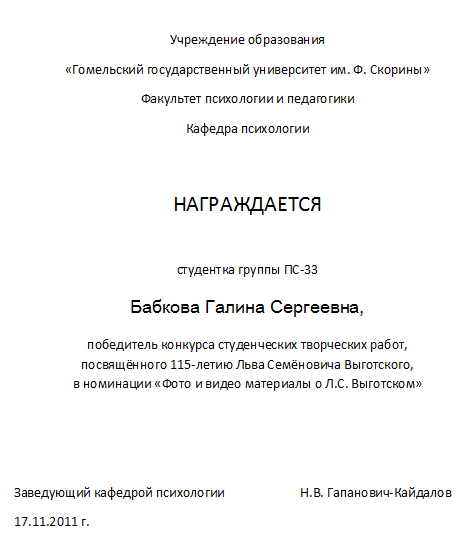 Учреждение образования
«Гомельский государственный университет им. Ф. Скорины»
Факультет психологии и педагогики
Кафедра психологии
НАГРАЖДАЕТСЯ
студентка группы ПС-33
Бабкова Галина Сергеевна,
победитель конкурса студенческих творческих работ,
посвящённого 115-летию Льва Семёновича Выготского,
в номинации «Фото и видео материалы о Л.С. Выготском»
Заведующий кафедрой психологии Н.В. Гапанович-Кайдалов
17.11.2011 г.